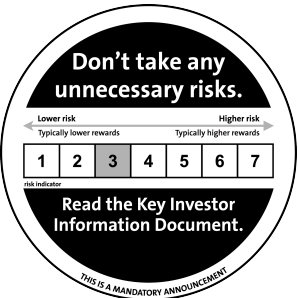 Don't take any
unnecessary risks.
Lower risk Higher risk
Typically lower rewards Typically higher rewards
1 2 3 4 5 6 7
risk indicator
Read the Key Investor
Information Document.
THIS IS A MANDATORY ANNOUNCEMENT